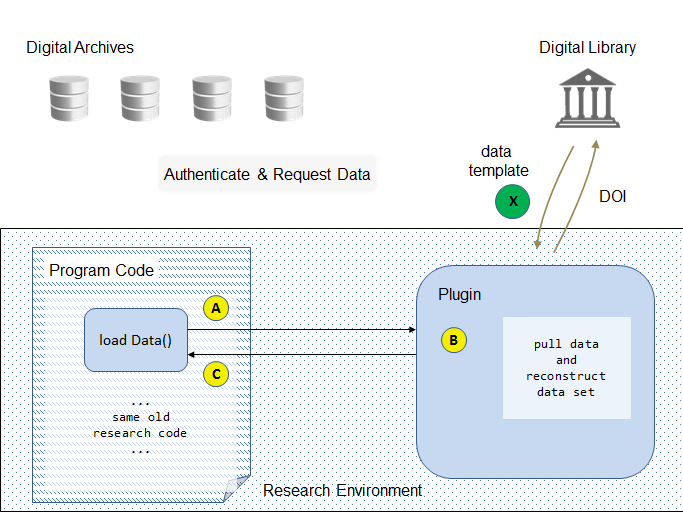 Digital Archives
Digital Library
Authenticate & Request Data
data
template
X
DOI
Program Code
load Data()
A
C
...
same old
research code
...
Plugin
B
pull data
and
reconstruct
data set
Research Environment